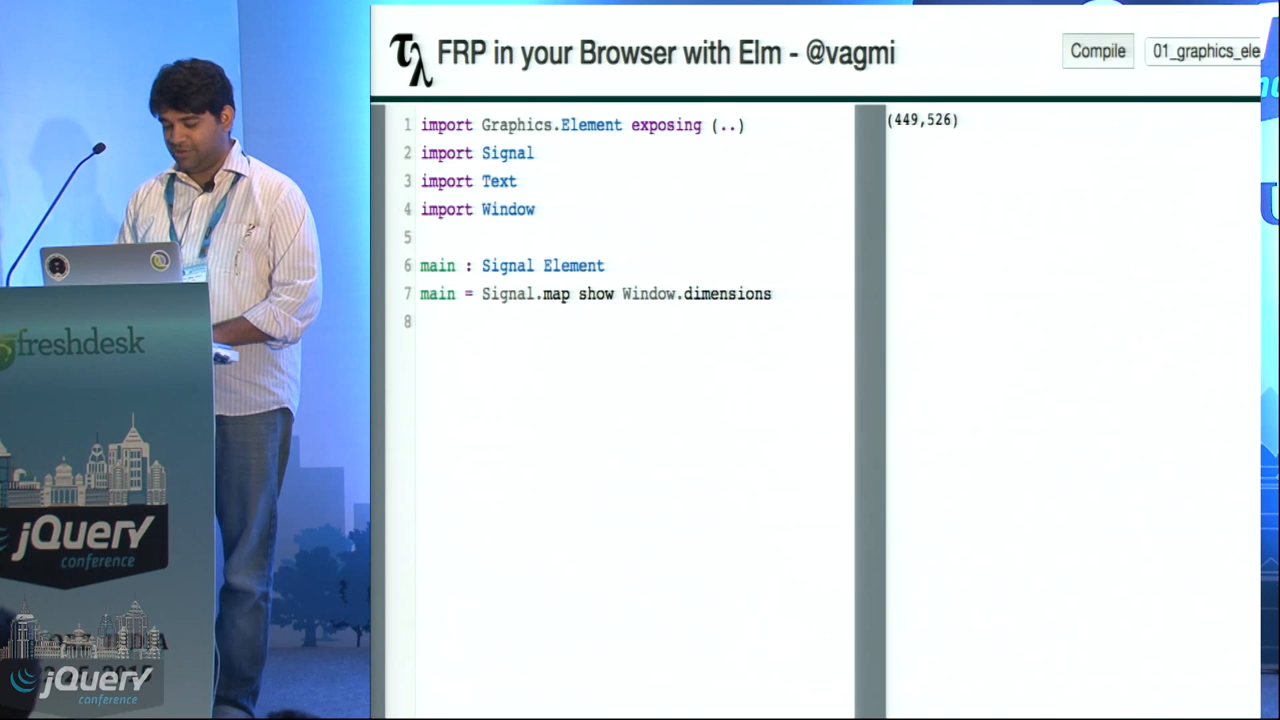 FRP in your Browser with Elm - @vagmi
Compile
01_graphics_ele
1 import Graphics.Element exposing (..)
2 import Signal
3 import Text
4 import Window
5
6 main : Signal Element
7 main = Signal.map show Window.dimensions
8
(449,526)
freshdesk
jQuery
conference
jQuery
conference